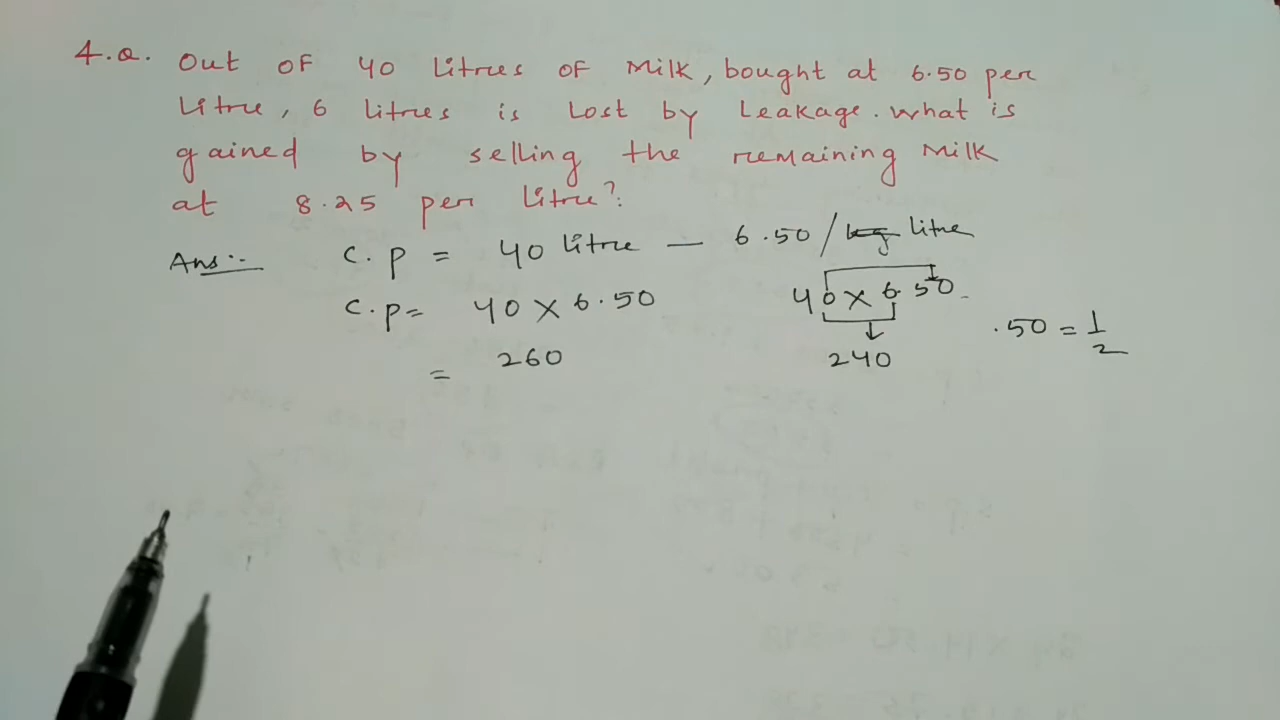 4.Q. Out OF 40 Litres OF Milk, bought at 6.50 per
Litre, 6 litres is Lost by Leakage. What is
gained by selling the remaining Milk
at 8.25 per litre?
Ans:- C.P = 40 litre — 6.50/kg litre
C.P = 40 × 6.50
40 × 6.50
= 260
240
.50 = 1/2